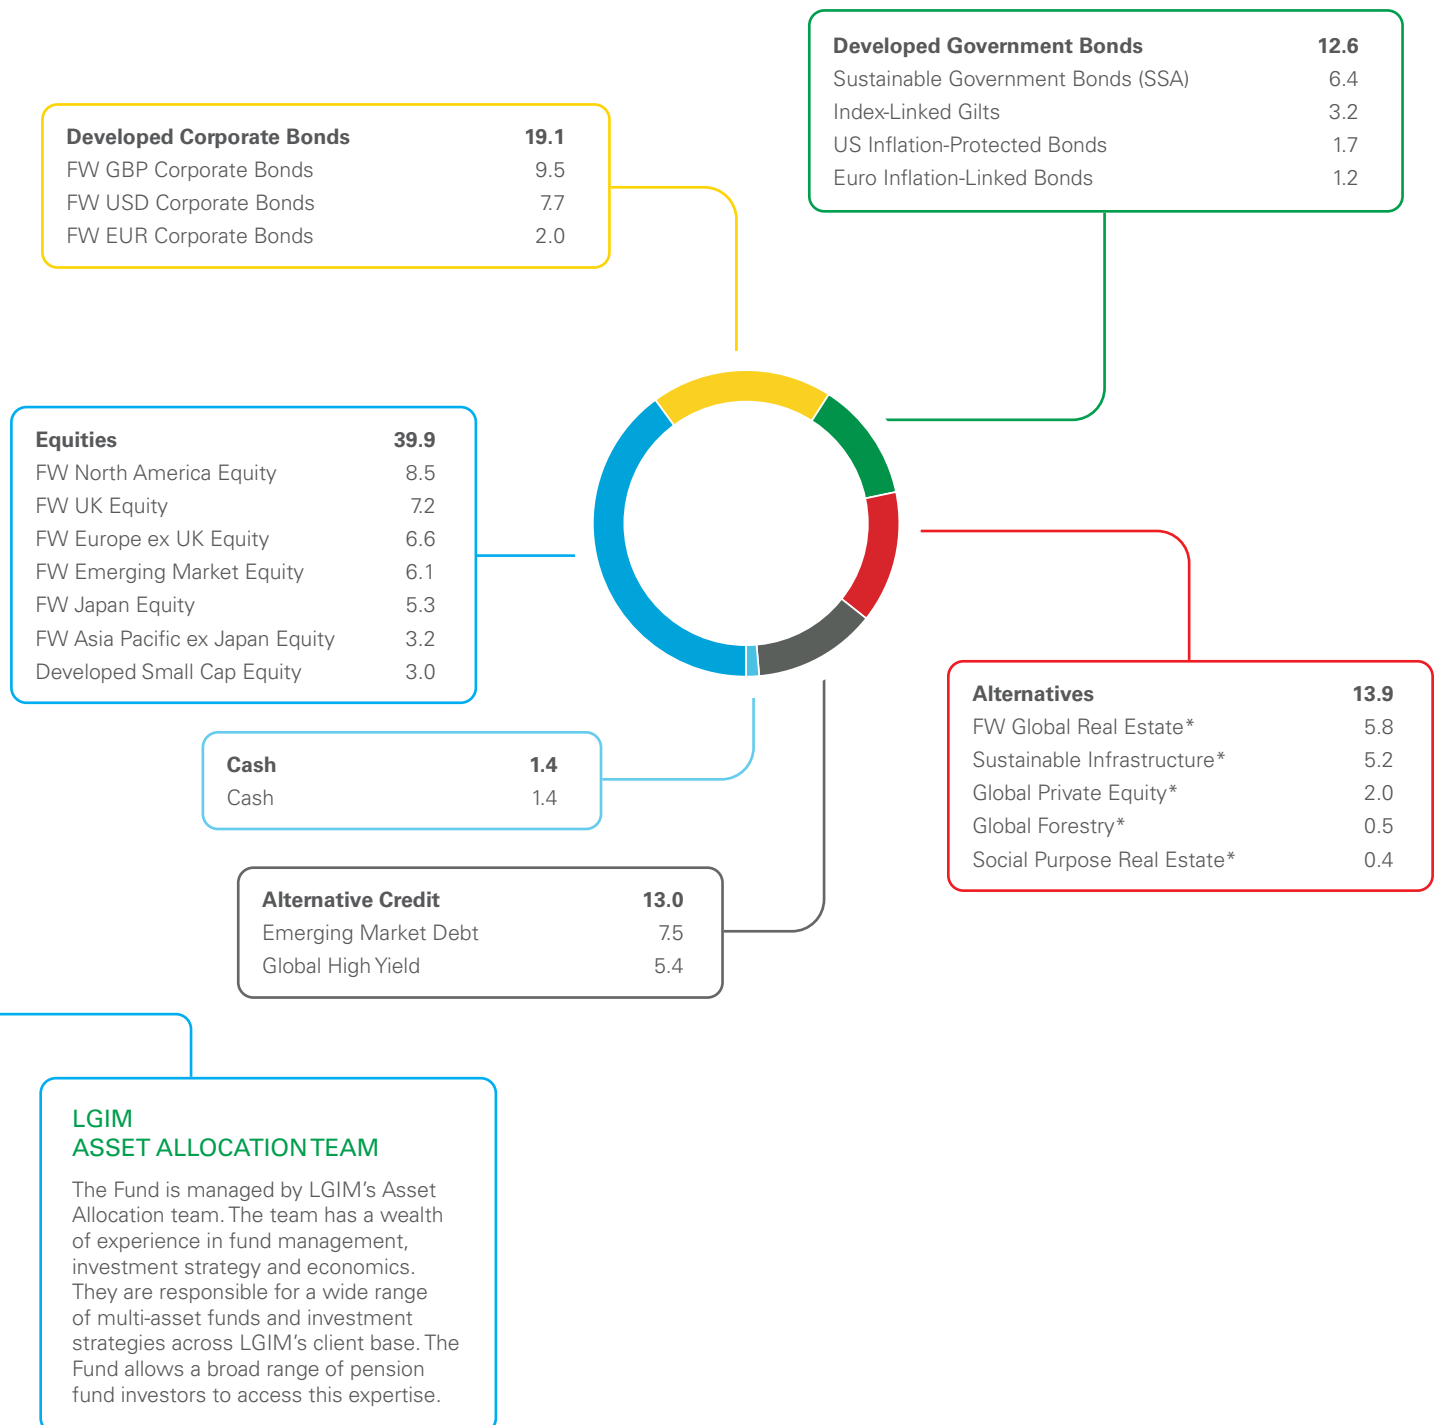 Developed Government Bonds 12.6
Sustainable Government Bonds (SSA) 6.4
Index-Linked Gilts 3.2
US Inflation-Protected Bonds 1.7
Euro Inflation-Linked Bonds 1.2
Developed Corporate Bonds 19.1
FW GBP Corporate Bonds 9.5
FW USD Corporate Bonds 7.7
FW EUR Corporate Bonds 2.0
Equities 39.9
FW North America Equity 8.5
FW UK Equity 7.2
FW Europe ex UK Equity 6.6
FW Emerging Market Equity 6.1
FW Japan Equity 5.3
FW Asia Pacific ex Japan Equity 3.2
Developed Small Cap Equity 3.0
Alternatives 13.9
FW Global Real Estate* 5.8
Sustainable Infrastructure* 5.2
Global Private Equity* 2.0
Global Forestry* 0.5
Social Purpose Real Estate* 0.4
Cash 1.4
Cash 1.4
Alternative Credit 13.0
Emerging Market Debt 7.5
Global High Yield 5.4
LGIM
ASSET ALLOCATION TEAM
The Fund is managed by LGIM's Asset
Allocation team. The team has a wealth
of experience in fund management,
investment strategy and economics.
They are responsible for a wide range
of multi-asset funds and investment
strategies across LGIM's client base. The
Fund allows a broad range of pension
fund investors to access this expertise.